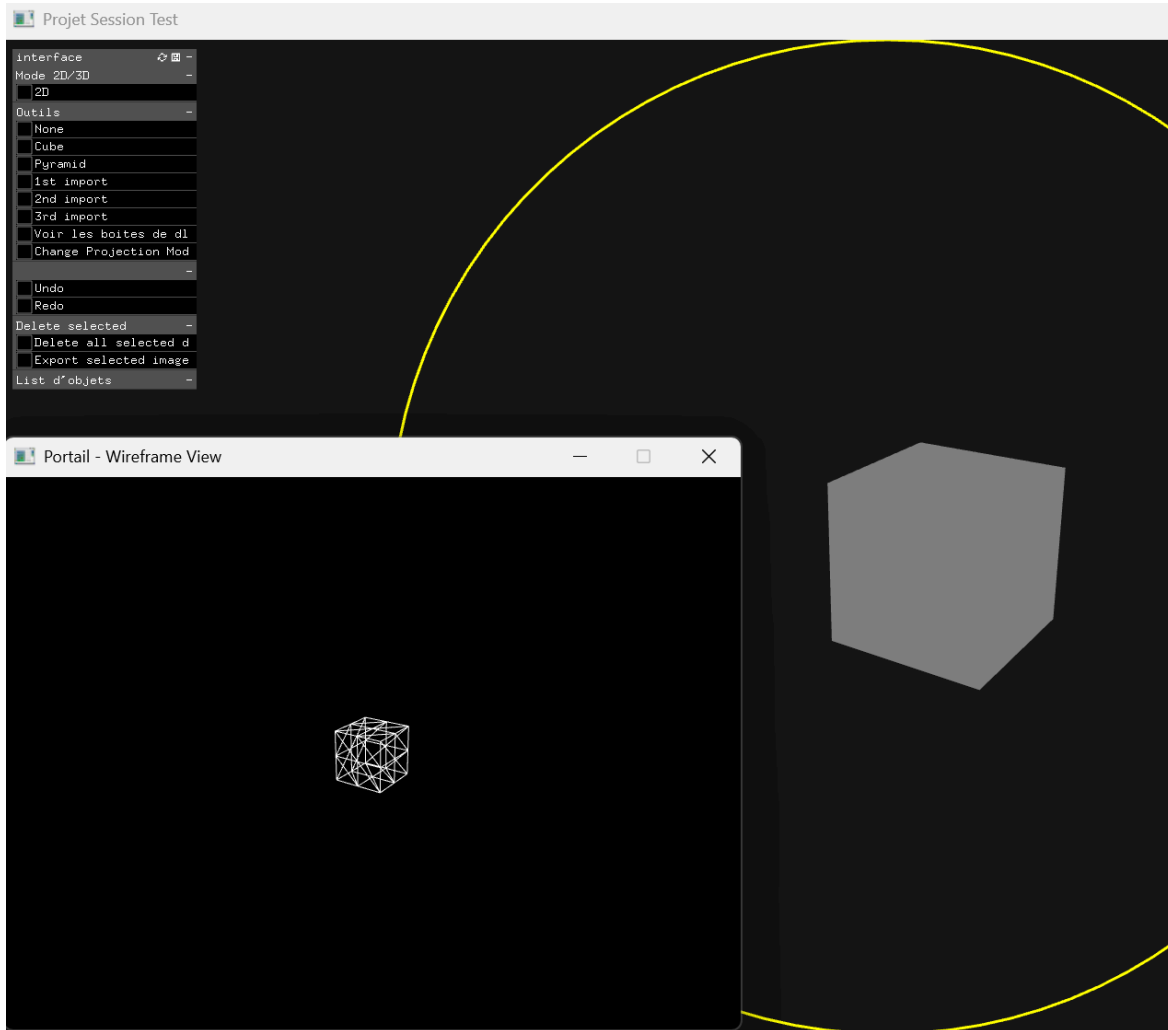 Projet Session Test
interface
Mode 2D/3D
2D
Outils
None
Cube
Pyramid
1st import
2nd import
3rd import
Voir les boites de dl
Change Projection Mod
Undo
Redo
Delete selected
Delete all selected d
Export selected image
List d´objets
Portail - Wireframe View